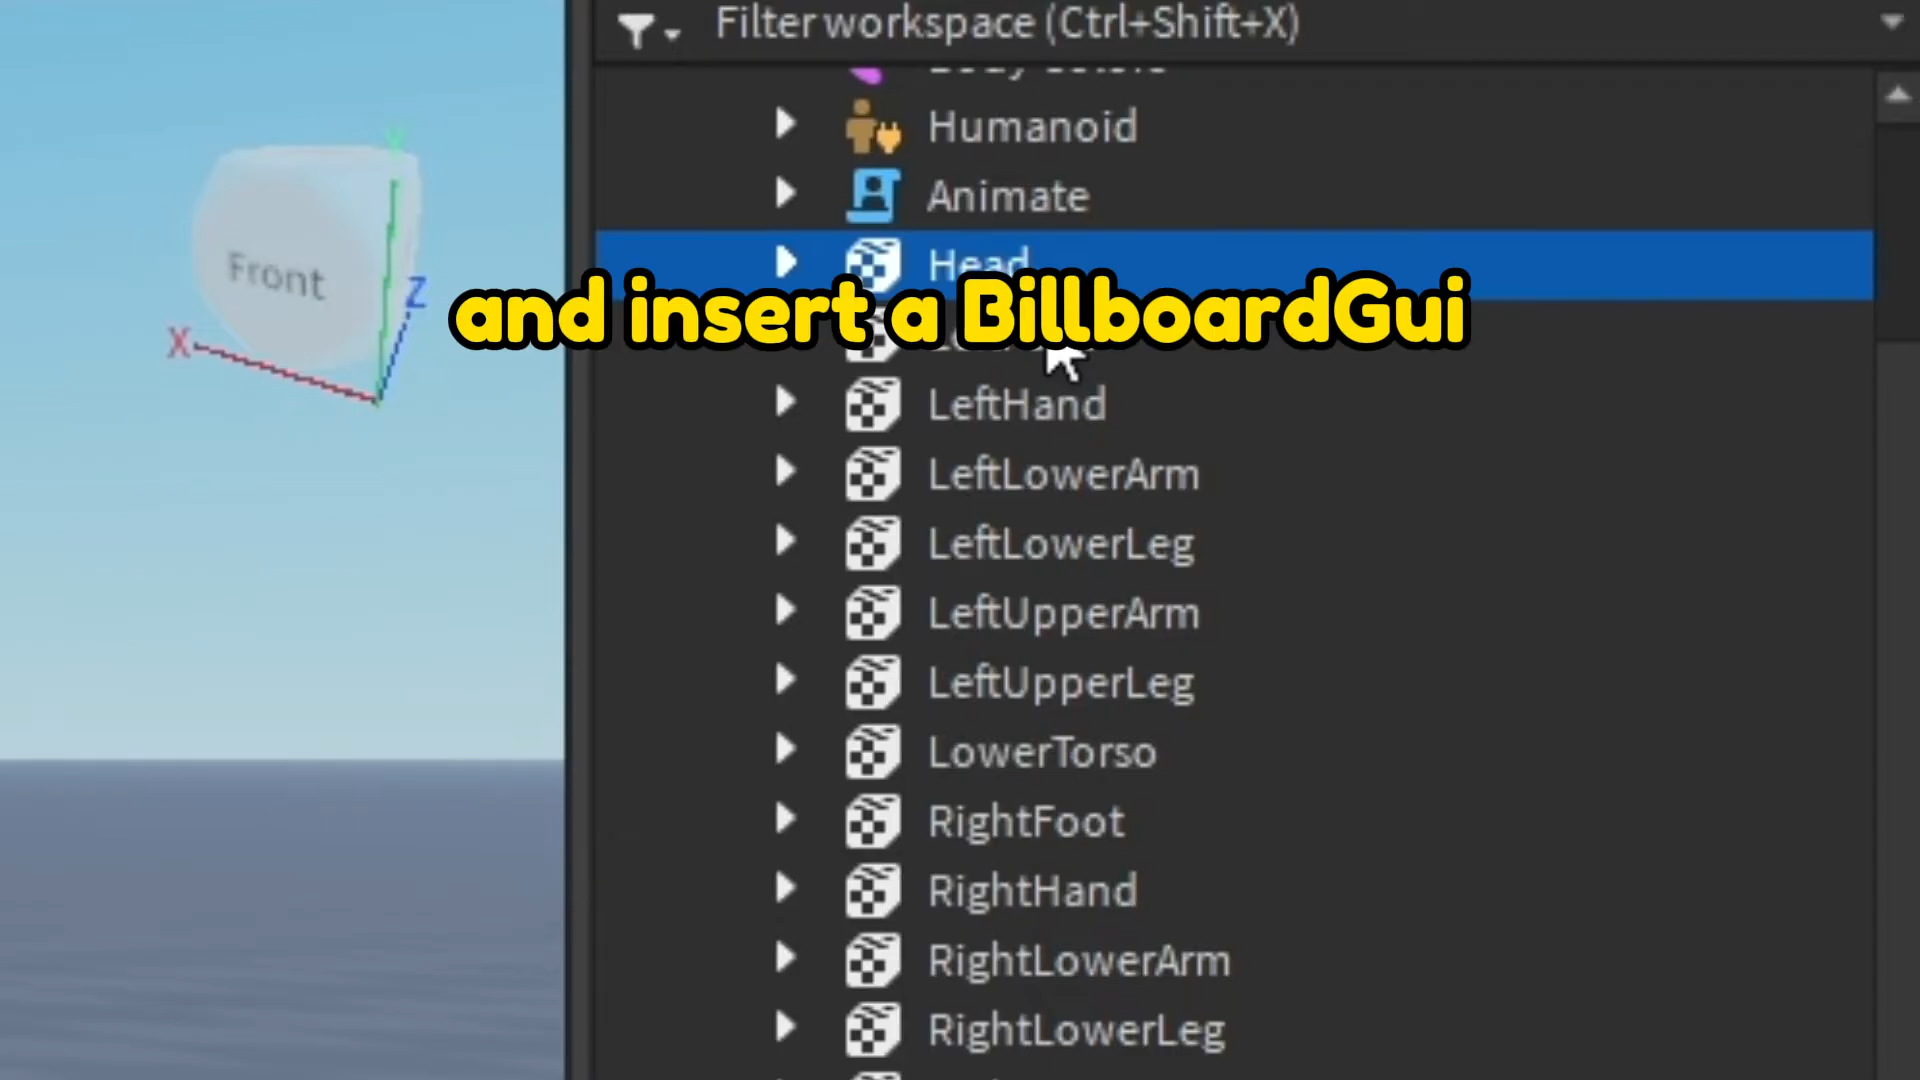 Filter workspace (Ctrl+Shift+X)
Humanoid
Animate
Head
and insert a BillboardGui
LeftHand
LeftLowerArm
LeftLowerLeg
LeftUpperArm
LeftUpperLeg
LowerTorso
RightFoot
RightHand
RightLowerArm
RightLowerLeg
Y
Front
Z
X